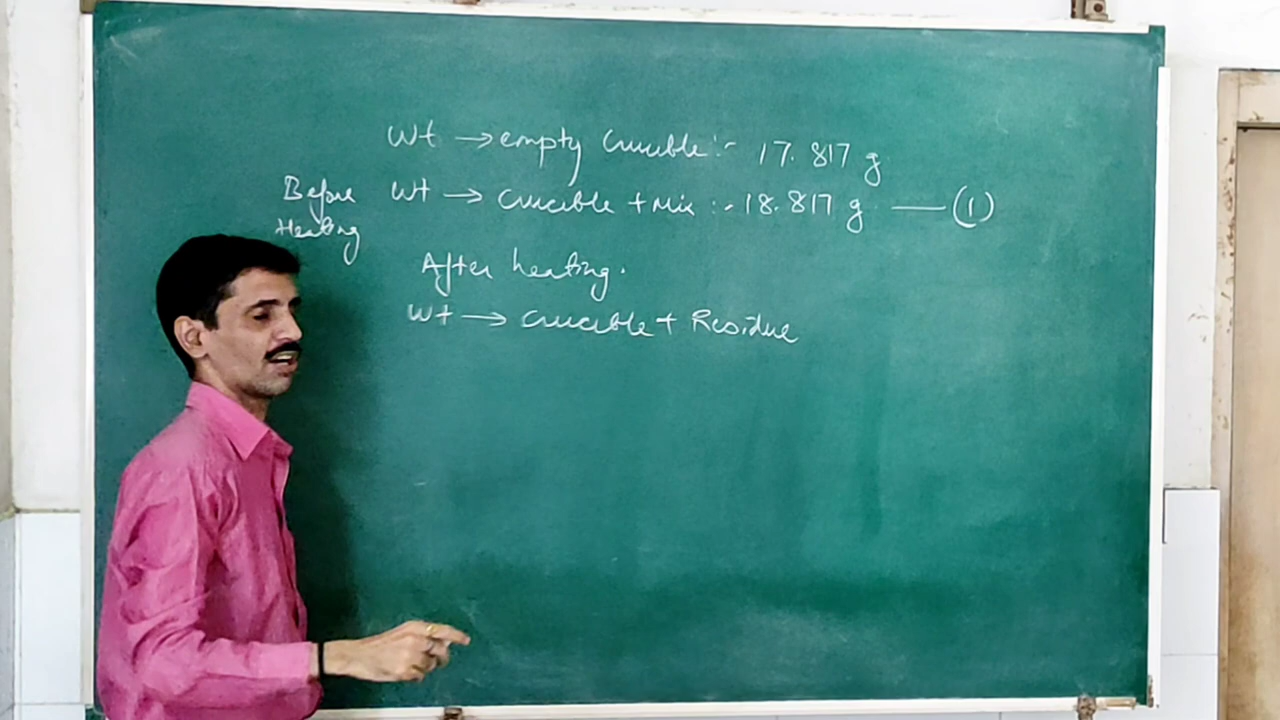 Wt → empty Crucible :- 17.817 g
Before Wt → Crucible + Mix :- 18.817 g —— (1)
Heating
After heating.
Wt → crucible + Residue